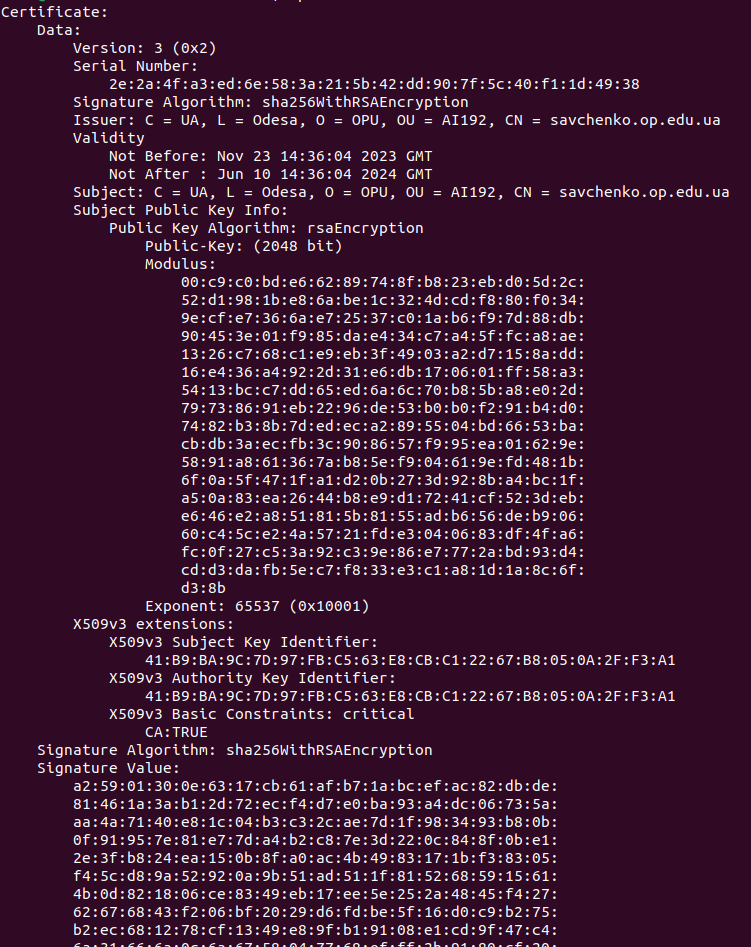 Certificate:
    Data:
        Version: 3 (0x2)
        Serial Number:
            2e:2a:4f:a3:ed:6e:58:3a:21:5b:42:dd:90:7f:5c:40:f1:1d:49:38
        Signature Algorithm: sha256WithRSAEncryption
        Issuer: C = UA, L = Odesa, O = OPU, OU = AI192, CN = savchenko.op.edu.ua
        Validity
            Not Before: Nov 23 14:36:04 2023 GMT
            Not After : Jun 10 14:36:04 2024 GMT
        Subject: C = UA, L = Odesa, O = OPU, OU = AI192, CN = savchenko.op.edu.ua
        Subject Public Key Info:
            Public Key Algorithm: rsaEncryption
                Public-Key: (2048 bit)
                Modulus:
                    00:c9:c0:bd:e6:62:89:74:8f:b8:23:eb:d0:5d:2c:
                    52:d1:98:1b:e8:6a:be:1c:32:4d:cd:f8:80:f0:34:
                    9e:cf:e7:36:6a:e7:25:37:c0:1a:b6:f9:7d:88:db:
                    90:45:3e:01:f9:85:da:e4:34:c7:a4:5f:fc:a8:ae:
                    13:26:c7:68:c1:e9:eb:3f:49:03:a2:d7:15:8a:dd:
                    16:e4:36:a4:92:2d:31:e6:db:17:06:01:ff:58:a3:
                    54:13:bc:c7:dd:65:ed:6a:6c:70:b8:5b:a8:e0:2d:
                    79:73:86:91:eb:22:96:de:53:b0:b0:f2:91:b4:d0:
                    74:82:b3:8b:7d:ed:ec:a2:89:55:04:bd:66:53:ba:
                    cb:db:3a:ec:fb:3c:90:86:57:f9:95:ea:01:62:9e:
                    58:91:a8:61:36:7a:b8:5e:f9:04:61:9e:fd:48:1b:
                    6f:0a:5f:47:1f:a1:d2:0b:27:3d:92:8b:a4:bc:1f:
                    a5:0a:83:ea:26:44:b8:e9:d1:72:41:cf:52:3d:eb:
                    e6:46:e2:a8:51:81:5b:81:55:ad:b6:56:de:b9:06:
                    60:c4:5c:e2:4a:57:21:fd:e3:04:06:83:df:4f:a6:
                    fc:0f:27:c5:3a:92:c3:9e:86:e7:77:2a:bd:93:d4:
                    cd:d3:da:fb:5e:c7:f8:33:e3:c1:a8:1d:1a:8c:6f:
                    d3:8b
                Exponent: 65537 (0x10001)
        X509v3 extensions:
            X509v3 Subject Key Identifier:
                41:B9:BA:9C:7D:97:FB:C5:63:E8:CB:C1:22:67:B8:05:0A:2F:F3:A1
            X509v3 Authority Key Identifier:
                41:B9:BA:9C:7D:97:FB:C5:63:E8:CB:C1:22:67:B8:05:0A:2F:F3:A1
            X509v3 Basic Constraints: critical
                CA:TRUE
    Signature Algorithm: sha256WithRSAEncryption
    Signature Value:
        a2:59:01:30:0e:63:17:cb:61:af:b7:1a:bc:ef:ac:82:db:de:
        81:46:1a:3a:b1:2d:72:ec:f4:d7:e0:ba:93:a4:dc:06:73:5a:
        aa:4a:71:40:e8:1c:04:b3:c3:2c:ae:7d:1f:98:34:93:b8:0b:
        0f:91:95:7e:81:e7:7d:a4:b2:c8:7e:3d:22:0c:84:8f:0b:e1:
        2e:3f:b8:24:ea:15:0b:8f:a0:ac:4b:49:83:17:1b:f3:83:05:
        f4:5c:d8:9a:52:92:0a:9b:51:ad:51:1f:81:52:68:59:15:61:
        4b:0d:82:18:06:ce:83:49:eb:17:ee:5e:25:2a:48:45:f4:27:
        62:67:68:43:f2:06:bf:20:29:d6:fd:be:5f:16:d0:c9:b2:75:
        b2:ec:68:12:78:cf:13:49:e8:9f:b1:91:08:e1:cd:9f:47:c4: